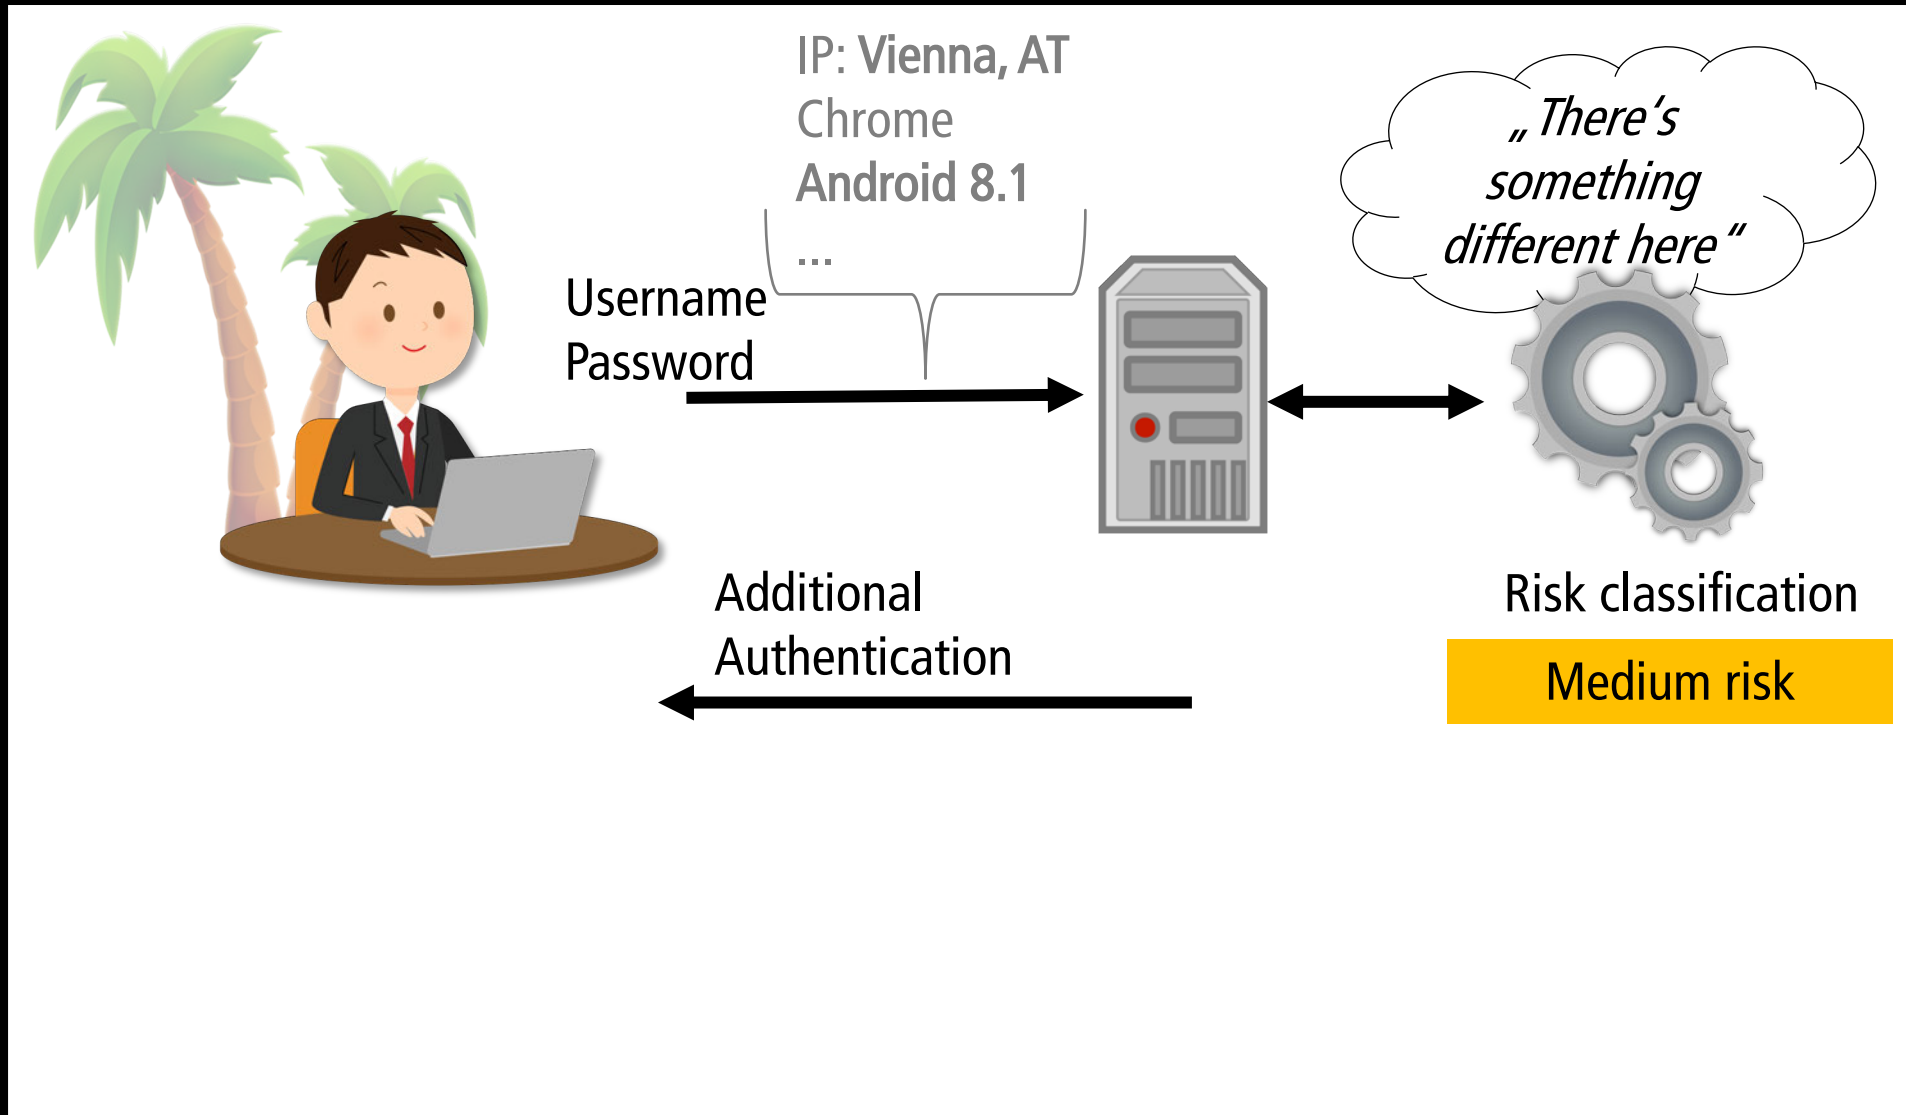 IP: Vienna, AT
Chrome
Android 8.1
...
Username
Password
„There‘s
something
different here“
Additional
Authentication
Risk classification
Medium risk